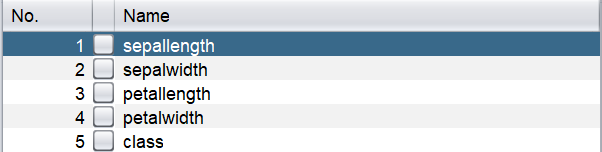 No. Name
1 sepallength
2 sepalwidth
3 petallength
4 petalwidth
5 class